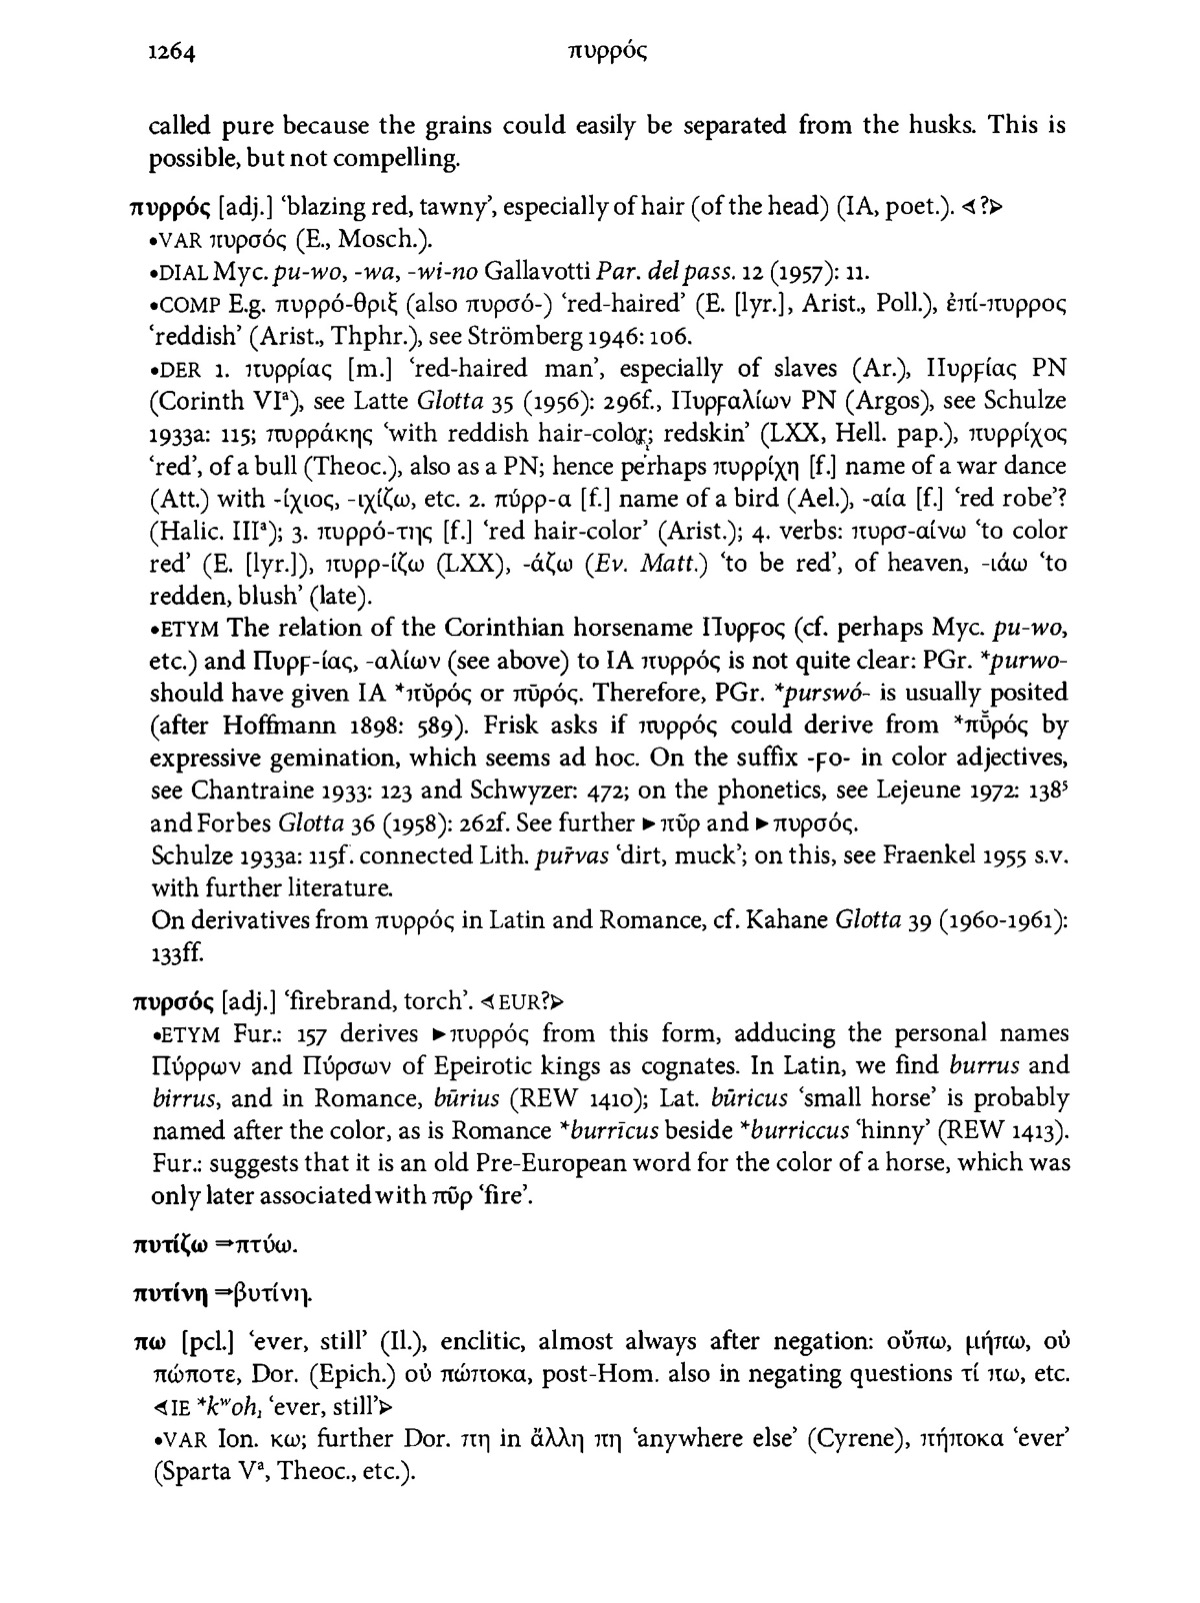 1264 πυρρός
called pure because the grains could easily be separated from the husks. This is
possible, but not compelling.
πυρρός [adj.] ‘blazing red, tawny’, especially of hair (of the head) (IA, poet.). ⊲?⊳
•VAR πυρσός (E., Mosch.).
•DIAL Myc. pu-wo, -wa, -wi-no Gallavotti Par. del pass. 12 (1957): 11.
•COMP E.g. πυρρό-θριξ (also πυρσό-) ‘red-haired’ (E. [lyr.], Arist., Poll.), ἐπί-πυρρος
‘reddish’ (Arist., Thphr.), see Strömberg 1946: 106.
•DER 1. πυρρίας [m.] ‘red-haired man’, especially of slaves (Ar.), Πυρϝίας PN
(Corinth VIᵃ), see Latte Glotta 35 (1956): 296f., Πυρϝαλίων PN (Argos), see Schulze
1933a: 115; πυρράκης ‘with reddish hair-color; redskin’ (LXX, Hell. pap.), πυρρίχος
‘red’, of a bull (Theoc.), also as a PN; hence perhaps πυρρίχη [f.] name of a war dance
(Att.) with -ίχιος, -ιχίζω, etc. 2. πύρρ-α [f.] name of a bird (Ael.), -αία [f.] ‘red robe’?
(Halic. IIIᵃ); 3. πυρρό-της [f.] ‘red hair-color’ (Arist.); 4. verbs: πυρσ-αίνω ‘to color
red’ (E. [lyr.]), πυρρ-ίζω (LXX), -άζω (Ev. Matt.) ‘to be red’, of heaven, -ιάω ‘to
redden, blush’ (late).
•ETYM The relation of the Corinthian horsename Πυρϝος (cf. perhaps Myc. pu-wo,
etc.) and Πυρϝ-ίας, -αλίων (see above) to IA πυρρός is not quite clear: PGr. *purwo-
should have given IA *πῠρός or πῡρός. Therefore, PGr. *purswó- is usually posited
(after Hoffmann 1898: 589). Frisk asks if πυρρός could derive from *πῡ̆ρός by
expressive gemination, which seems ad hoc. On the suffix -ϝο- in color adjectives,
see Chantraine 1933: 123 and Schwyzer: 472; on the phonetics, see Lejeune 1972: 138⁵
and Forbes Glotta 36 (1958): 262f. See further ►πῦρ and ►πυρσός.
Schulze 1933a: 115f. connected Lith. pur̃vas ‘dirt, muck’; on this, see Fraenkel 1955 s.v.
with further literature.
On derivatives from πυρρός in Latin and Romance, cf. Kahane Glotta 39 (1960-1961):
133ff.
πυρσός [adj.] ‘firebrand, torch’. ⊲EUR?⊳
•ETYM Fur.: 157 derives ►πυρρός from this form, adducing the personal names
Πύρρων and Πύρσων of Epeirotic kings as cognates. In Latin, we find burrus and
birrus, and in Romance, būrius (REW 1410); Lat. būricus ‘small horse’ is probably
named after the color, as is Romance *burrīcus beside *burriccus ‘hinny’ (REW 1413).
Fur.: suggests that it is an old Pre-European word for the color of a horse, which was
only later associated with πῦρ ‘fire’.
πυτίζω ⇒πτύω.
πυτίνη ⇒βυτίνη.
πω [pcl.] ‘ever, still’ (Il.), enclitic, almost always after negation: οὔπω, μήπω, οὐ
πώποτε, Dor. (Epich.) οὐ πώποκα, post-Hom. also in negating questions τί πω, etc.
⊲IE *kʷoh₁ ‘ever, still’⊳
•VAR Ion. κω; further Dor. πη in ἄλλη πη ‘anywhere else’ (Cyrene), πήποκα ‘ever’
(Sparta Vᵃ, Theoc., etc.).